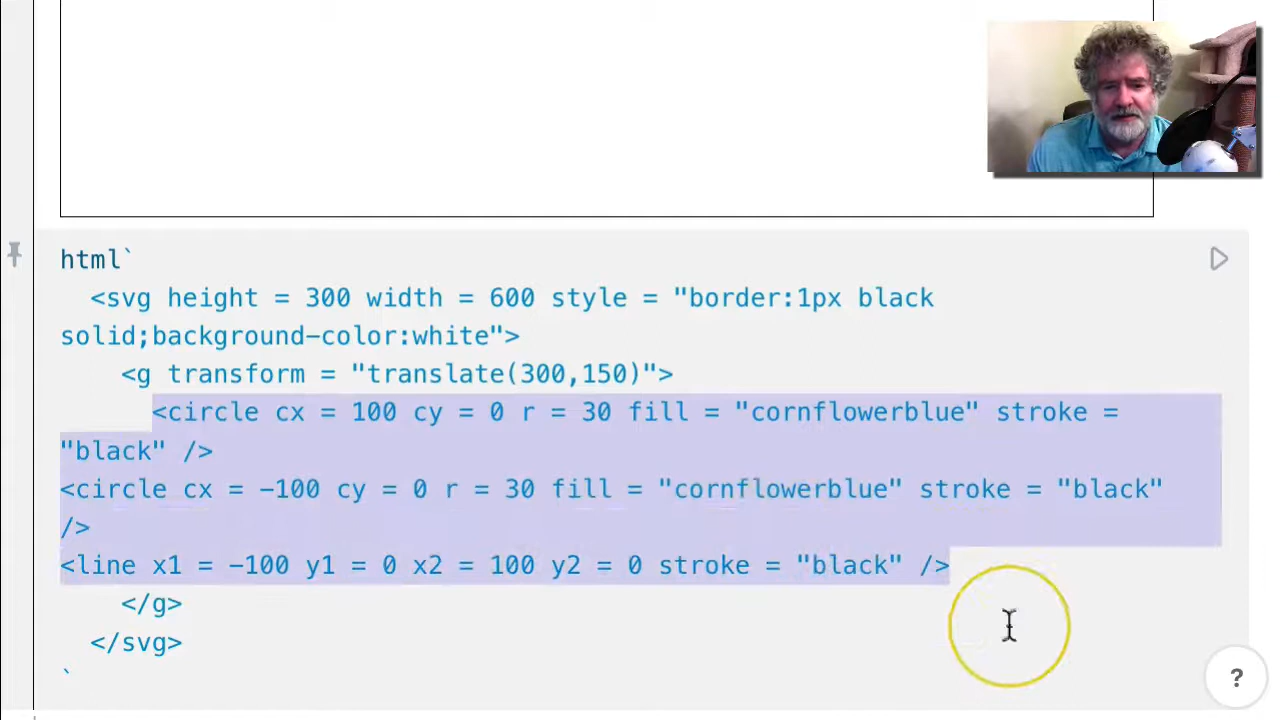 html`
<svg height = 300 width = 600 style = "border:1px black
solid;background-color:white">
<g transform = "translate(300,150)">
<circle cx = 100 cy = 0 r = 30 fill = "cornflowerblue" stroke =
"black" />
<circle cx = -100 cy = 0 r = 30 fill = "cornflowerblue" stroke = "black"
/>
<line x1 = -100 y1 = 0 x2 = 100 y2 = 0 stroke = "black" />
</g>
</svg>
`
?